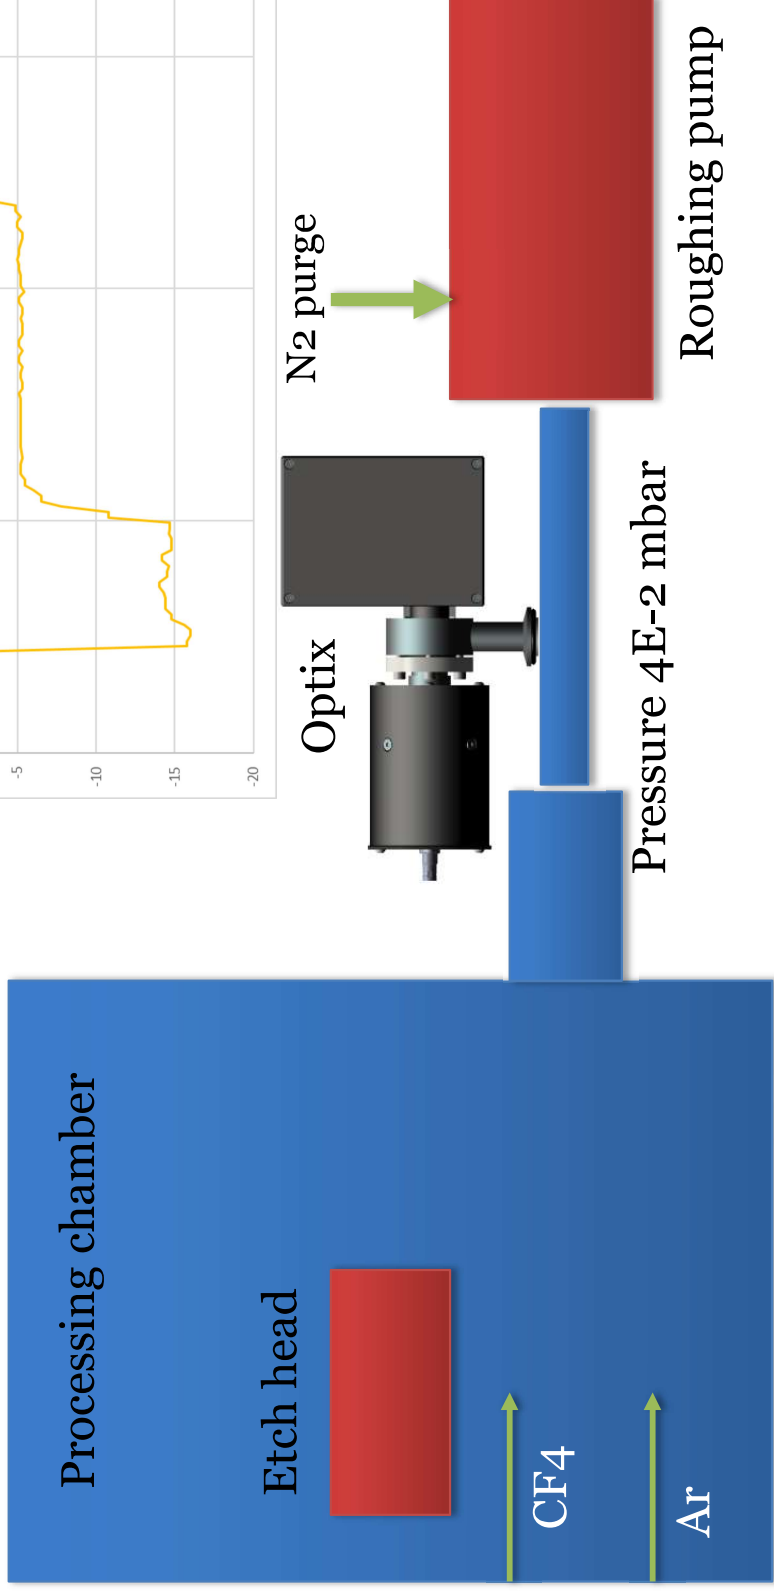 -5
-10
-15
-20
N2 purge
Roughing pump
Optix
Pressure 4E-2 mbar
Processing chamber
Etch head
CF4
Ar